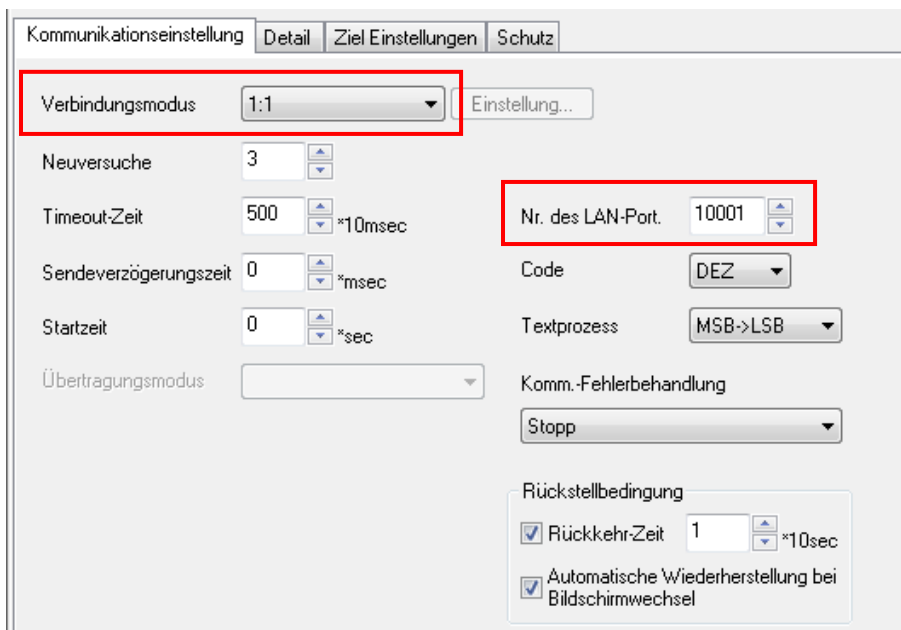 Kommunikationseinstellung Detail Ziel Einstellungen Schutz
Verbindungsmodus 1:1 Einstellung...
Neuversuche 3
Timeout-Zeit 500 *10msec
Nr. des LAN-Port. 10001
Sendeverzögerungszeit 0 *msec
Code DEZ
Startzeit 0 *sec
Textprozess MSB->LSB
Übertragungsmodus
Komm.-Fehlerbehandlung
Stopp
Rückstellbedingung
Rückkehr-Zeit 1 *10sec
Automatische Wiederherstellung bei
Bildschirmwechsel